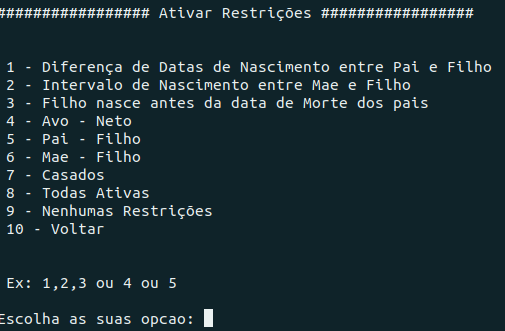 ################# Ativar Restrições #################
1 - Diferença de Datas de Nascimento entre Pai e Filho
2 - Intervalo de Nascimento entre Mae e Filho
3 - Filho nasce antes da data de Morte dos pais
4 - Avo - Neto
5 - Pai - Filho
6 - Mae - Filho
7 - Casados
8 - Todas Ativas
9 - Nenhumas Restrições
10 - Voltar
Ex: 1,2,3 ou 4 ou 5
Escolha as suas opcao: